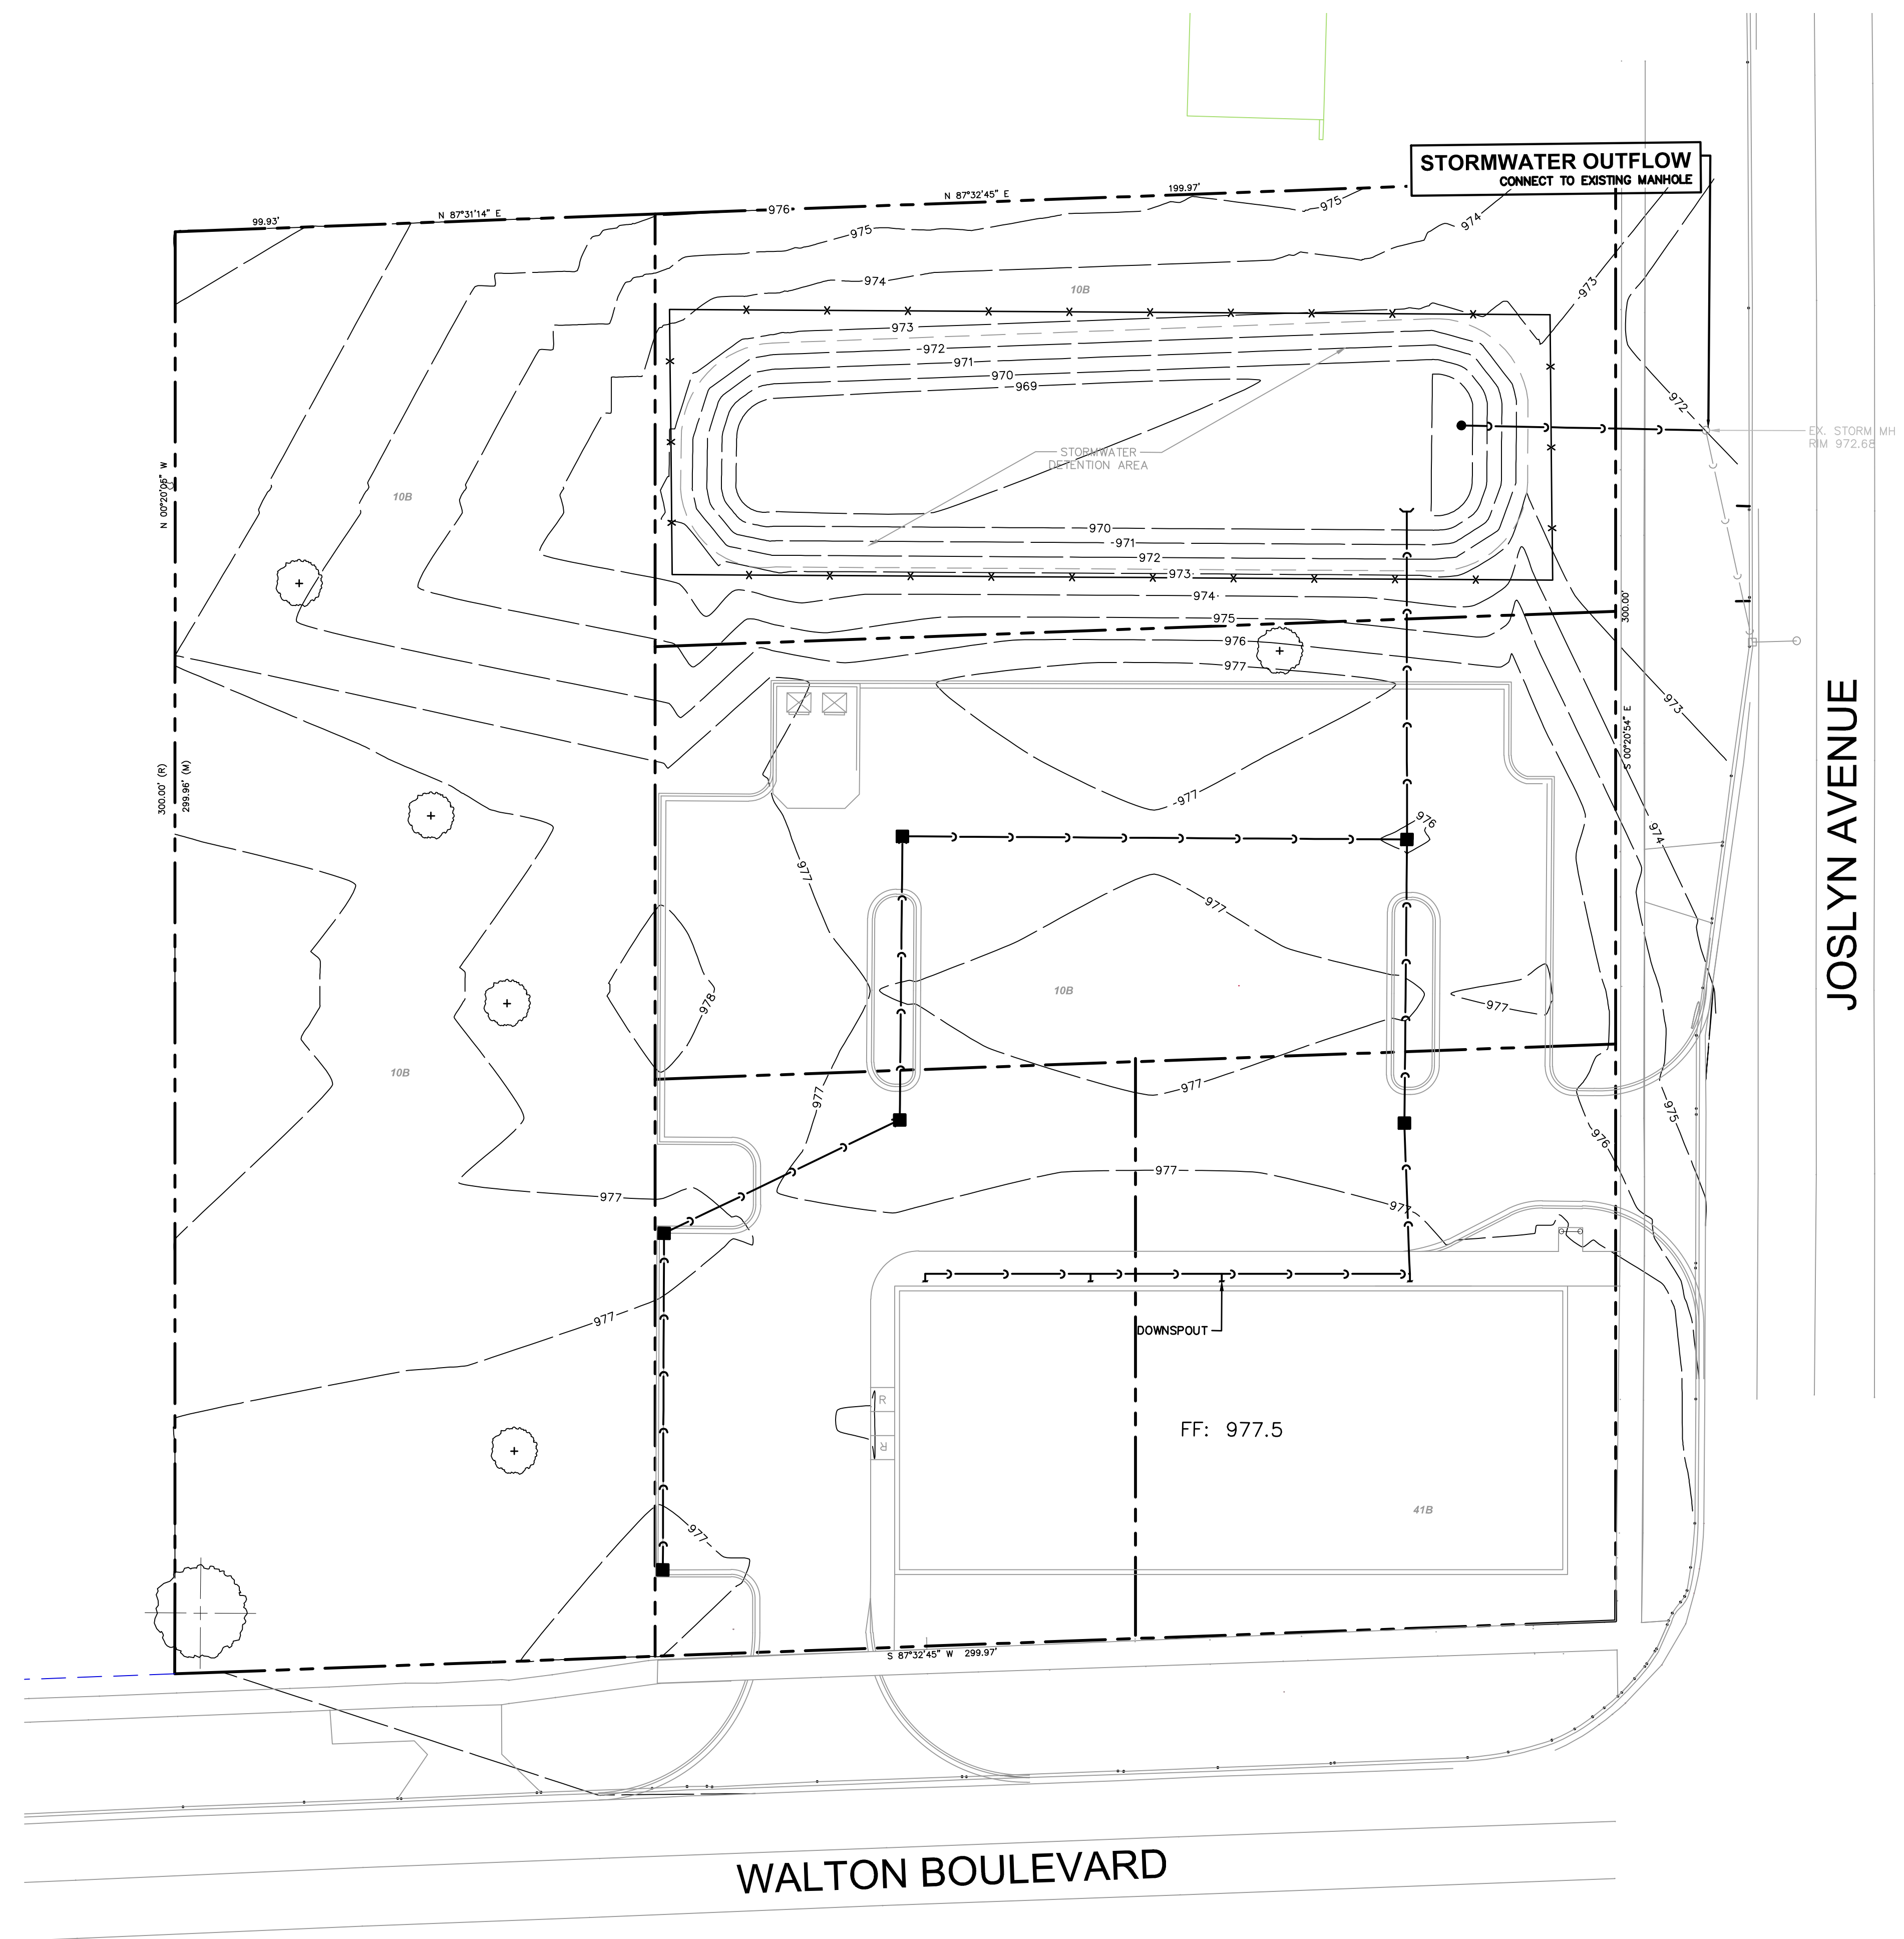 STORMWATER OUTFLOW
CONNECT TO EXISTING MANHOLE
99.93'
N 87°31'14" E
976
N 87°32'45" E
199.97'
975
975
974
974
10B
-973
973
-972
971
970
969
972
STORMWATER
DETENTION AREA
EX. STORM MH
RIM 972.68
N 00°20'05" W
10B
970
-971
972
973
974
975
976
977
300.00'
S 00°20'54" E
973
JOSLYN AVENUE
300.00' (R)
299.96' (M)
-977
976
974
977
977
978
10B
977
10B
977
977
975
976
977
977
977
977
DOWNSPOUT
R
R
FF: 977.5
41B
977
S 87°32'45" W 299.97'
WALTON BOULEVARD